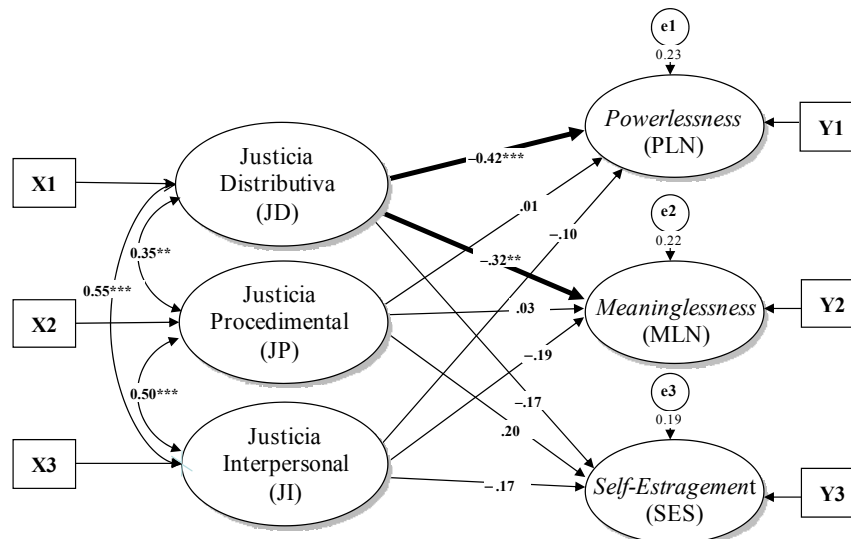 e1
0.23
Powerlessness
(PLN)
Y1
X1
Justicia
Distributiva
(JD)
–0.42***
.01
–.10
e2
0.22
0.35**
–.32**
0.55***
X2
Justicia
Procedimental
(JP)
.03
Meaninglessness
(MLN)
Y2
–.19
0.50***
–.17
.20
e3
0.19
X3
Justicia
Interpersonal
(JI)
–.17
Self-Estragement
(SES)
Y3